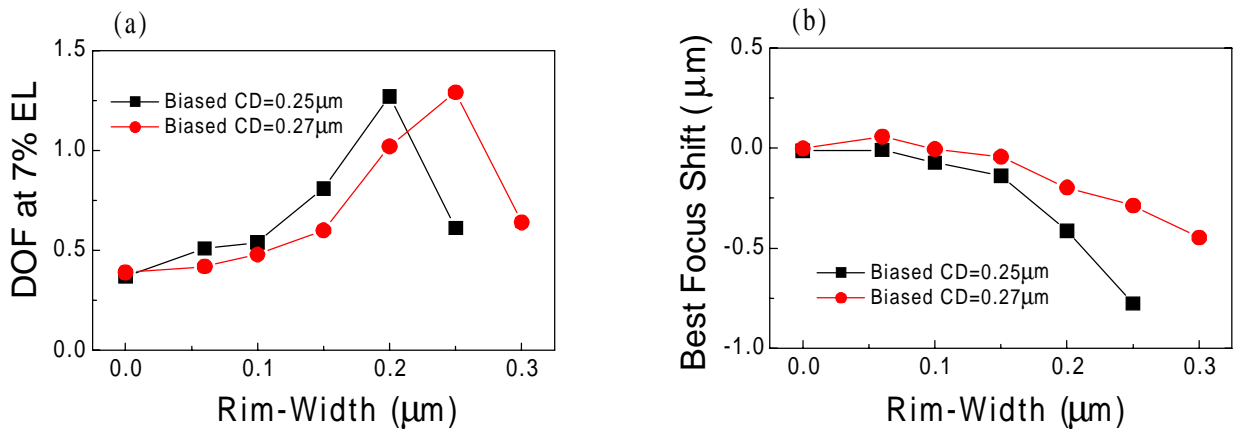 (a)
DOF at 7% EL
1.5
1.0
0.5
0.0
Biased CD=0.25μm
Biased CD=0.27μm
0.0 0.1 0.2 0.3
Rim-Width (μm)
(b)
Best Focus Shift ( μm)
0.5
0.0
-0.5
-1.0
Biased CD=0.25μm
Biased CD=0.27μm
0.0 0.1 0.2 0.3
Rim-Width (μm)